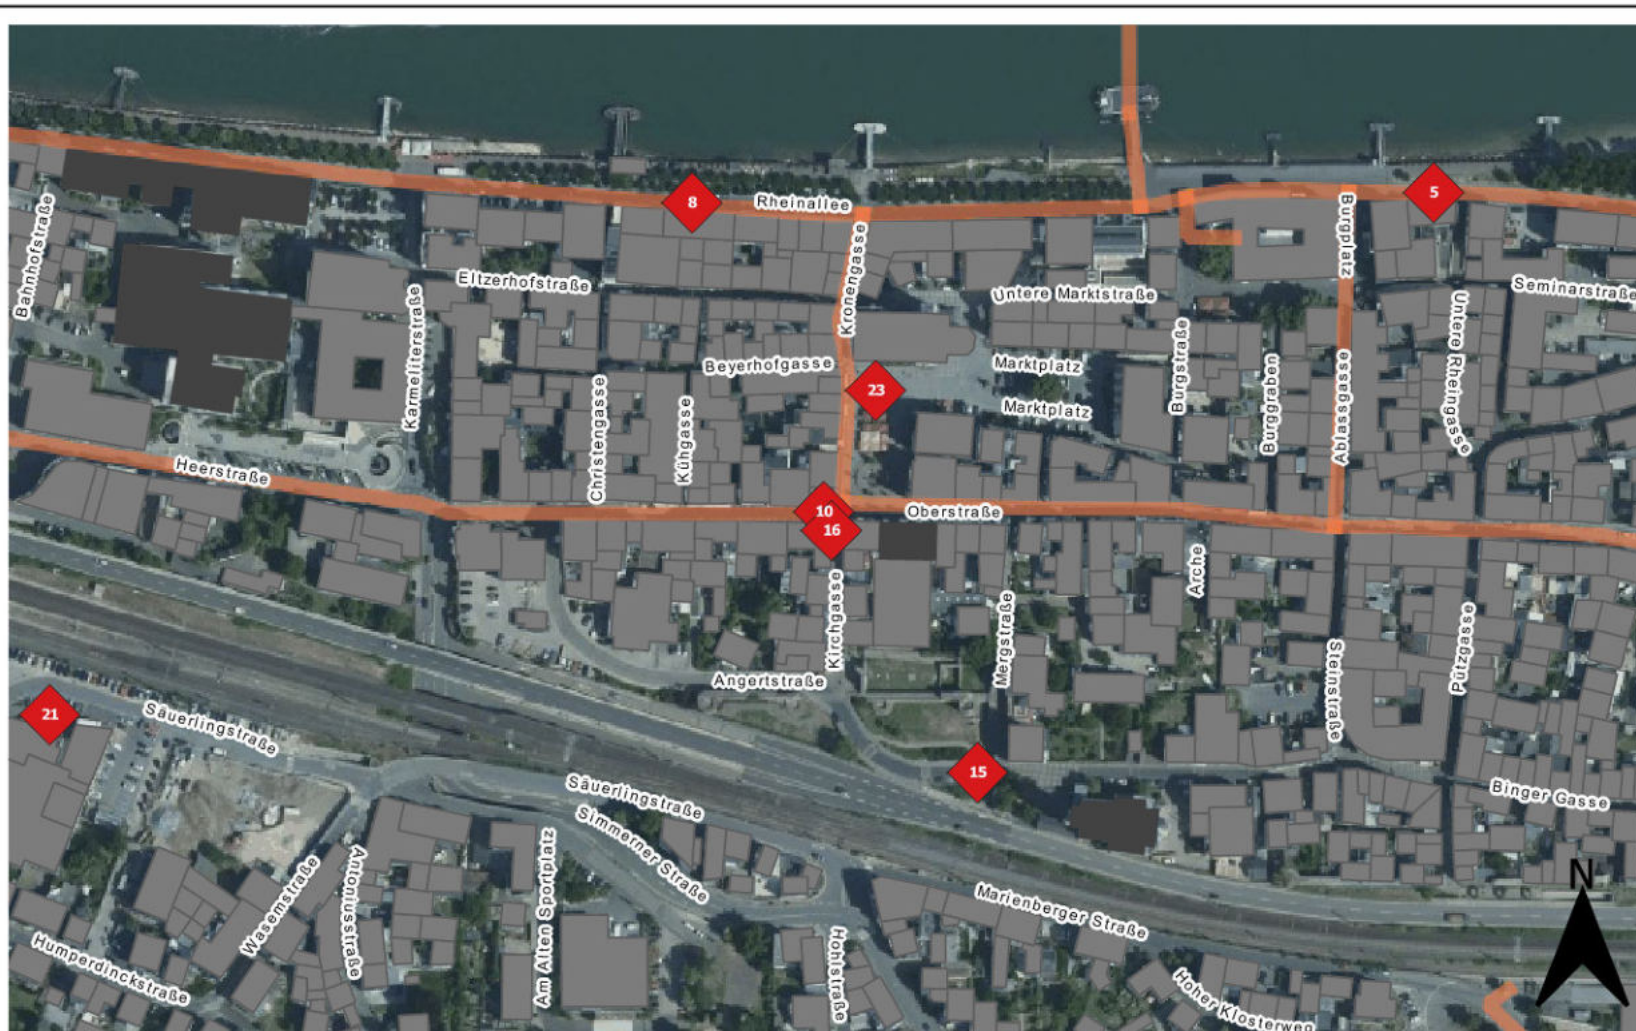 8
Rheinallee
5
Bahnhofstraße
Eltzerhofstraße
Kronengasse
Untere Marktstraße
Burgplatz
Seminarstraße
Karmeliterstraße
Beyerhofgasse
Marktplatz
Marktplatz
23
Burgstraße
Burggraben
Ablassgasse
Untere Rheingasse
Christengasse
Kühgasse
Heerstraße
10
Oberstraße
16
Kirchgasse
Mergstraße
Arche
Steinstraße
Pützgasse
Angertstraße
21
Säuerlingstraße
15
Säuerlingstraße
Simmerner Straße
Binger Gasse
Wasemstraße
Antoniusstraße
Am Alten Sportplatz
Marienberger Straße
N
Humperdinckstraße
Hohlstraße
Hoher Klosterweg